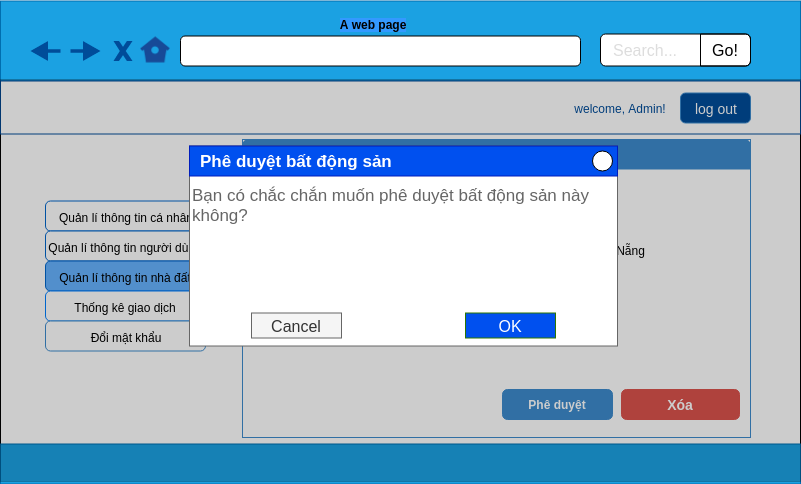 A web page
Search...
Go!
welcome, Admin!
log out
Phê duyệt bất động sản
Bạn có chắc chắn muốn phê duyệt bất động sản này
không?
Cancel
OK
Quản lí thông tin cá nhân
Quản lí thông tin người dù
Quản lí thông tin nhà đất
Thống kê giao dịch
Đổi mật khẩu
Nẵng
Phê duyệt
Xóa